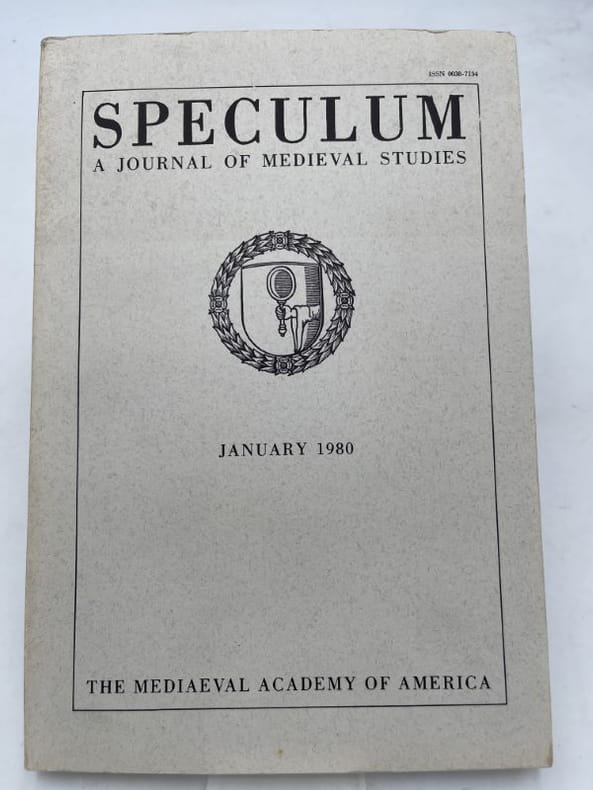 ISSN 0038-7134
SPECULUM
A JOURNAL OF MEDIEVAL STUDIES
JANUARY 1980
THE MEDIAEVAL ACADEMY OF AMERICA